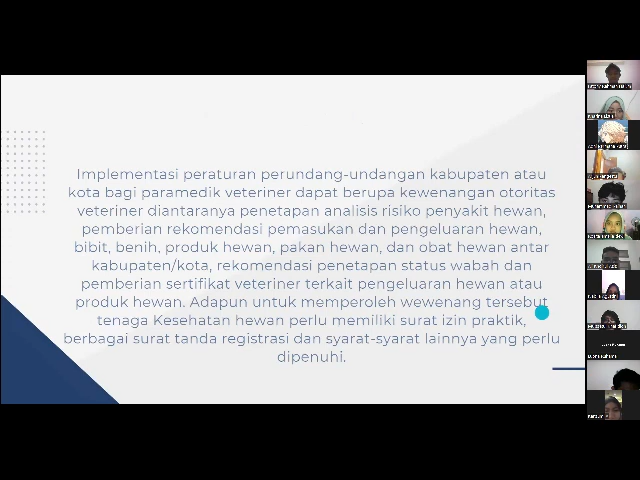 Implementasi peraturan perundang-undangan kabupaten atau
kota bagi paramedik veteriner dapat berupa kewenangan otoritas
veteriner diantaranya penetapan analisis risiko penyakit hewan,
pemberian rekomendasi pemasukan dan pengeluaran hewan,
bibit, benih, produk hewan, pakan hewan, dan obat hewan antar
kabupaten/kota, rekomendasi penetapan status wabah dan
pemberian sertifikat veteriner terkait pengeluaran hewan atau
produk hewan. Adapun untuk memperoleh wewenang tersebut
tenaga Kesehatan hewan perlu memiliki surat izin praktik,
berbagai surat tanda registrasi dan syarat-syarat lainnya yang perlu
dipenuhi.